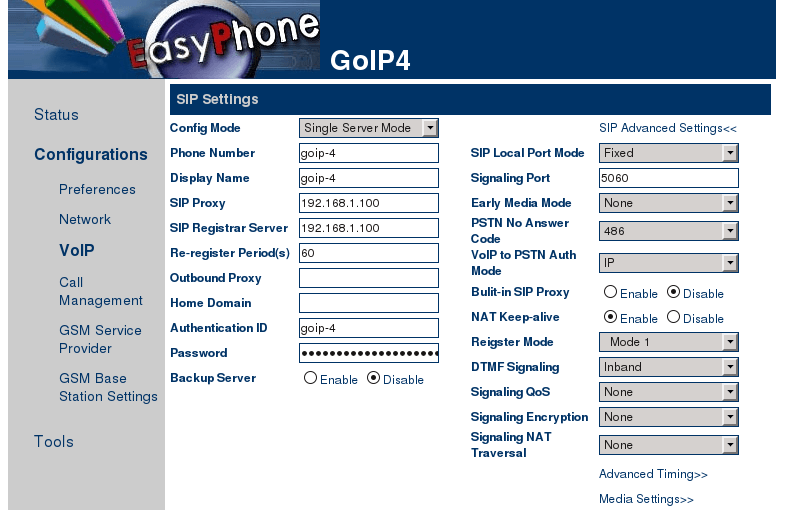 EasyPhone
GoIP4
Status
Configurations
Preferences
Network
VoIP
Call
Management
GSM Service
Provider
GSM Base
Station Settings
Tools
SIP Settings
Config Mode
Single Server Mode
Phone Number
goip-4
Display Name
goip-4
SIP Proxy
192.168.1.100
SIP Registrar Server
192.168.1.100
Re-register Period(s)
60
Outbound Proxy
Home Domain
Authentication ID
goip-4
Password
Backup Server
Enable Disable
SIP Advanced Settings<<
SIP Local Port Mode
Fixed
Signaling Port
5060
Early Media Mode
None
PSTN No Answer
Code
486
VoIP to PSTN Auth
Mode
IP
Bulit-in SIP Proxy
Enable Disable
NAT Keep-alive
Enable Disable
Reigster Mode
Mode 1
DTMF Signaling
Inband
Signaling QoS
None
Signaling Encryption
None
Signaling NAT
Traversal
None
Advanced Timing>>
Media Settings>>